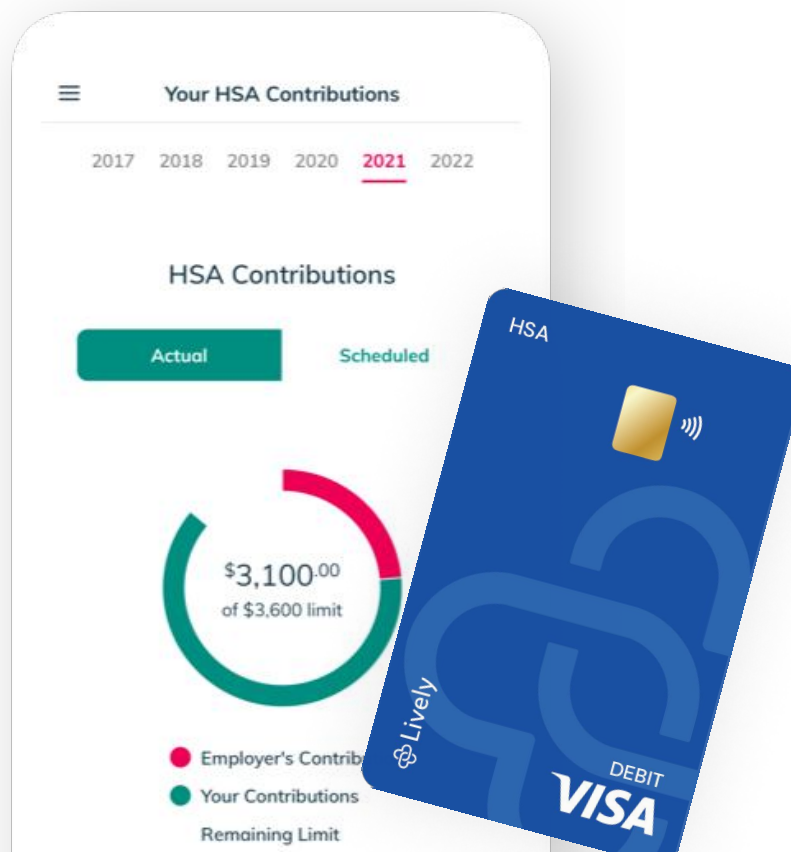 Your HSA Contributions
2017 2018 2019 2020 2021 2022
HSA Contributions
Actual Scheduled
$3,100.00
of $3,600 limit
Employer's
Your Contributions
Remaining Limit
HSA
Lively
DEBIT
VISA